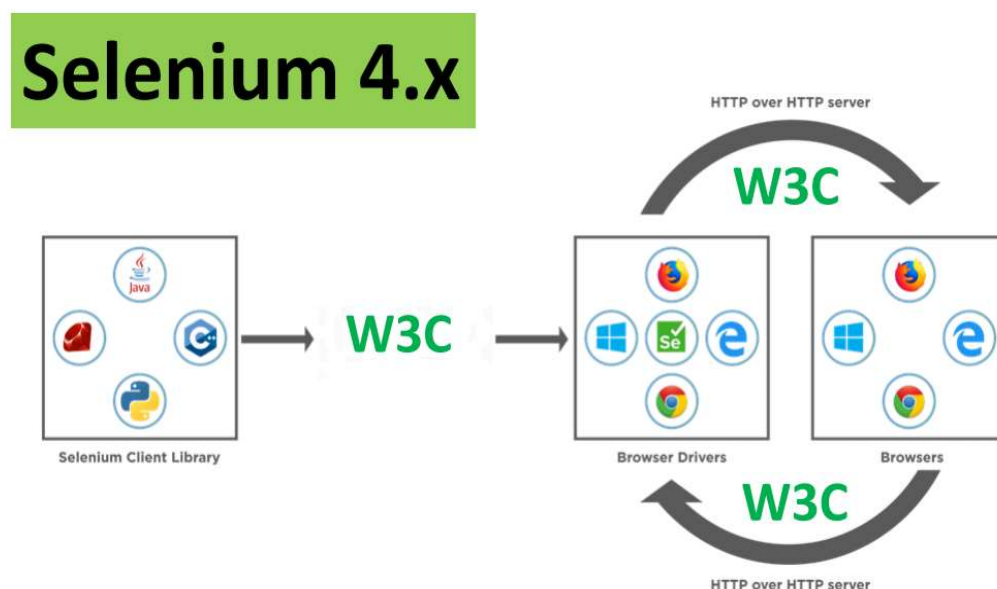 Selenium 4.x
HTTP over HTTP server
W3C
Java
C++
W3C
Se
Selenium Client Library
Browser Drivers
Browsers
W3C
HTTP over HTTP server